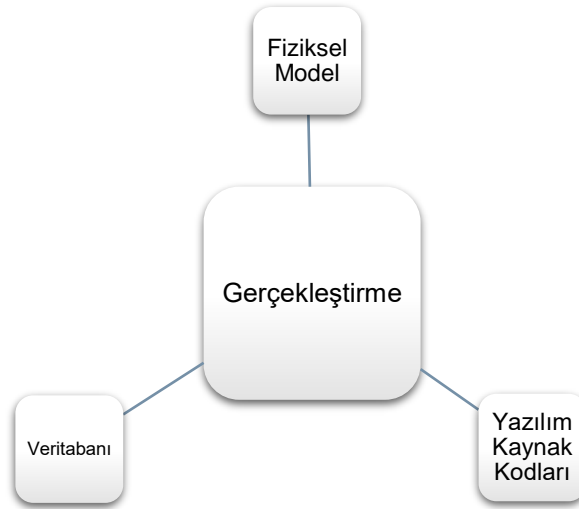 Fiziksel
Model
Gerçekleştirme
Veritabanı
Yazılım
Kaynak
Kodları